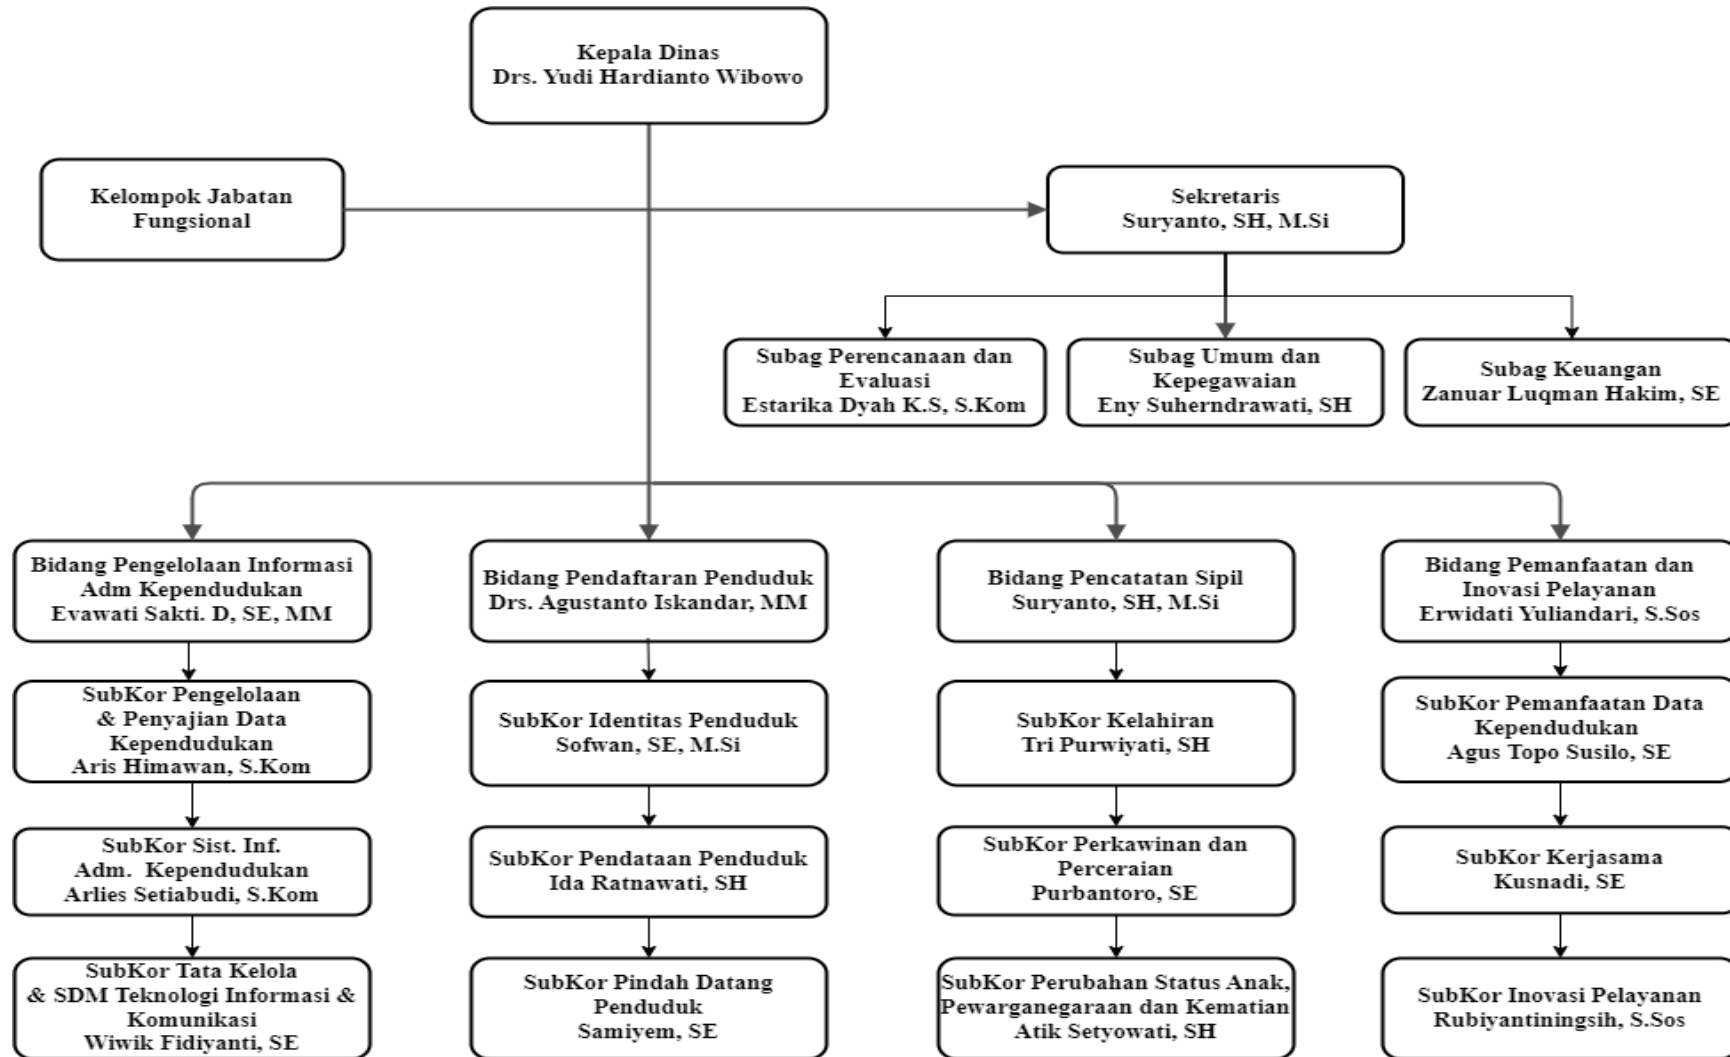 Kepala Dinas
Drs. Yudi Hardianto Wibowo
Kelompok Jabatan
Fungsional
Sekretaris
Suryanto, SH, M.Si
Subag Perencanaan dan
Evaluasi
Estarika Dyah K.S, S.Kom
Subag Umum dan
Kepegawaian
Eny Suherndrawati, SH
Subag Keuangan
Zanuar Luqman Hakim, SE
Bidang Pengelolaan Informasi
Adm Kependudukan
Evawati Sakti. D, SE, MM
Bidang Pendaftaran Penduduk
Drs. Agustanto Iskandar, MM
Bidang Pencatatan Sipil
Suryanto, SH, M.Si
Bidang Pemanfaatan dan
Inovasi Pelayanan
Erwidati Yuliandari, S.Sos
SubKor Pengelolaan
& Penyajian Data
Kependudukan
Aris Himawan, S.Kom
SubKor Identitas Penduduk
Sofwan, SE, M.Si
SubKor Kelahiran
Tri Purwiyati, SH
SubKor Pemanfaatan Data
Kependudukan
Agus Topo Susilo, SE
SubKor Sist. Inf.
Adm. Kependudukan
Arlies Setiabudi, S.Kom
SubKor Pendataan Penduduk
Ida Ratnawati, SH
SubKor Perkawinan dan
Perceraian
Purbantoro, SE
SubKor Kerjasama
Kusnadi, SE
SubKor Tata Kelola
& SDM Teknologi Informasi &
Komunikasi
Wiwik Fidiyanti, SE
SubKor Pindah Datang
Penduduk
Samiyem, SE
SubKor Perubahan Status Anak,
Pewarganegaraan dan Kematian
Atik Setyowati, SH
SubKor Inovasi Pelayanan
Rubiyantiningsih, S.Sos